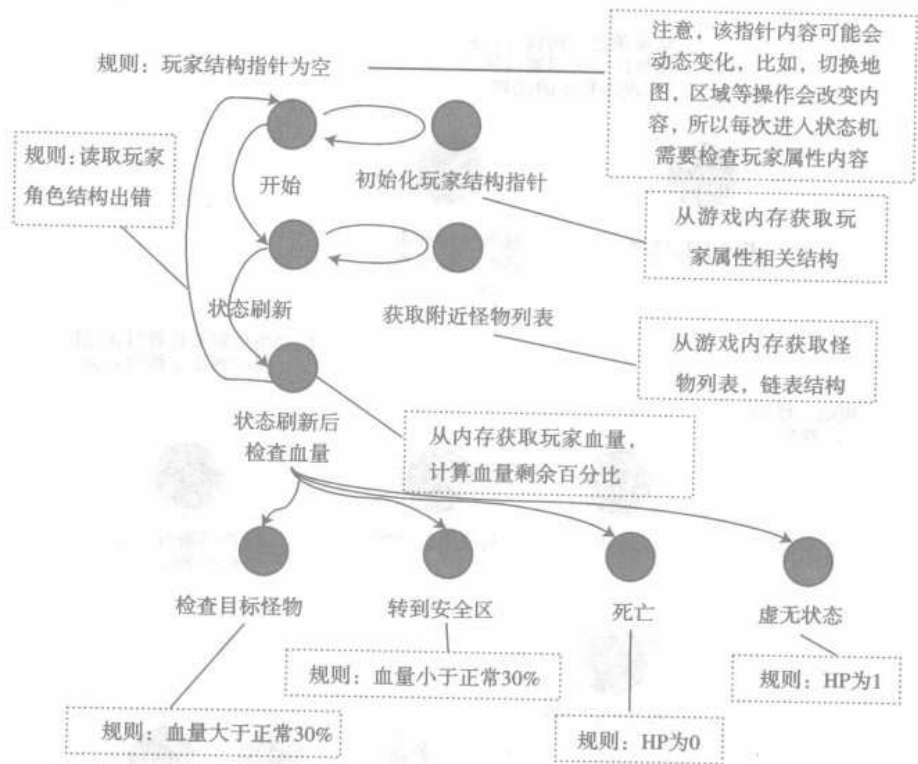 规则：玩家结构指针为空
注意，该指针内容可能会
动态变化，比如，切换地
图，区域等操作会改变内
容，所以每次进入状态机
需要检查玩家属性内容
规则：读取玩家
角色结构出错
开始
初始化玩家结构指针
从游戏内存获取玩
家属性相关结构
状态刷新
获取附近怪物列表
从游戏内存获取怪
物列表，链表结构
状态刷新后
检查血量
从内存获取玩家血量，
计算血量剩余百分比
检查目标怪物
转到安全区
死亡
虚无状态
规则：血量小于正常30%
规则：HP为1
规则：血量大于正常30%
规则：HP为0